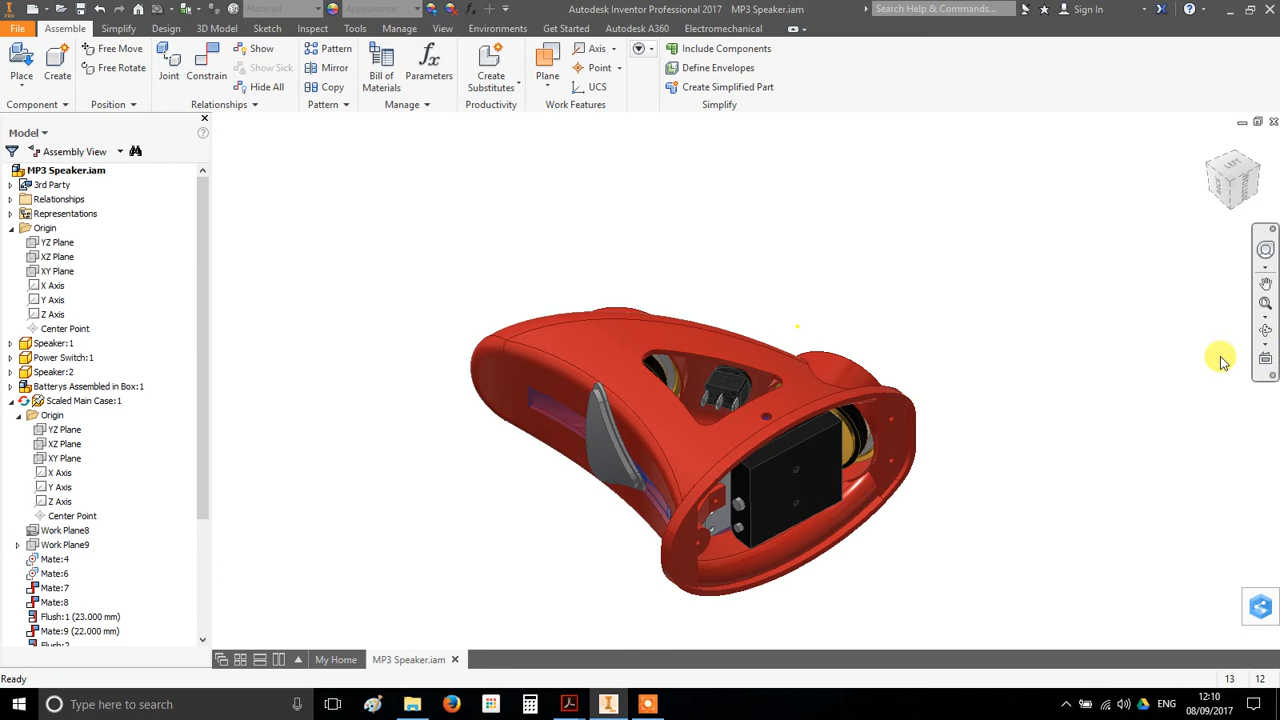 PRO
Material
Appearance
Autodesk Inventor Professional 2017   MP3 Speaker.iam
Search Help & Commands...
Sign In
File
Assemble
Simplify
Design
3D Model
Sketch
Inspect
Tools
Manage
View
Environments
Get Started
Autodesk A360
Electromechanical
Place
Create
Free Move
Free Rotate
Joint
Constrain
Show
Show Sick
Hide All
Pattern
Mirror
Copy
Bill of
Materials
Parameters
Create
Substitutes
Plane
Axis
Point
UCS
Include Components
Define Envelopes
Create Simplified Part
Component
Position
Relationships
Pattern
Manage
Productivity
Work Features
Simplify
Model
Assembly View
MP3 Speaker.iam
3rd Party
Relationships
Representations
Origin
YZ Plane
XZ Plane
XY Plane
X Axis
Y Axis
Z Axis
Center Point
Speaker:1
Power Switch:1
Speaker:2
Batterys Assembled in Box:1
Scaled Main Case:1
Origin
YZ Plane
XZ Plane
XY Plane
X Axis
Y Axis
Z Axis
Center Point
Work Plane8
Work Plane9
Mate:4
Mate:6
Mate:7
Mate:8
Flush:1 (23.000 mm)
Mate:9 (22.000 mm)
Flush:2
LEFT
My Home
MP3 Speaker.iam
Ready
13
12
Type here to search
ENG
12:10
08/09/2017